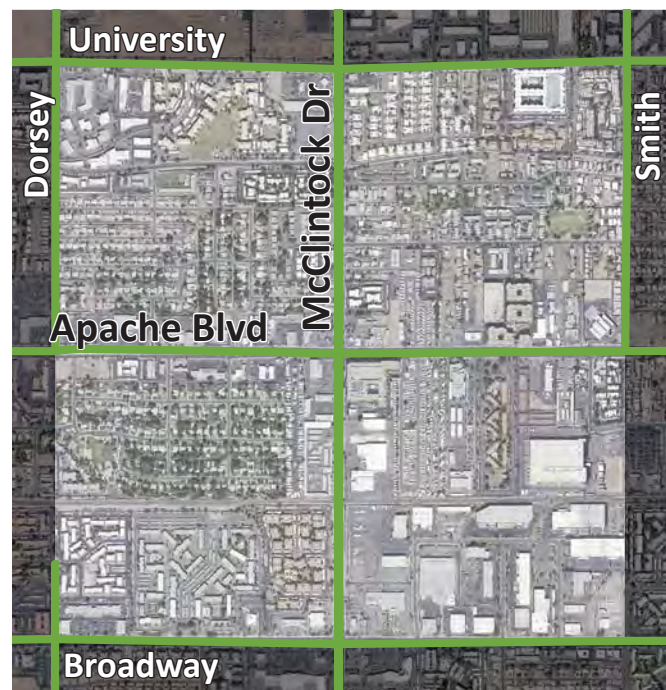 University
Dorsey
McClintock Dr
Smith
Apache Blvd
Broadway